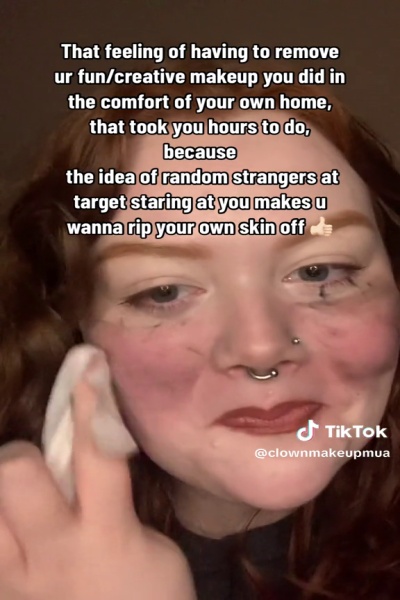 That feeling of having to remove
ur fun/creative makeup you did in
the comfort of your own home,
that took you hours to do,
because
the idea of random strangers at
target staring at you makes u
wanna rip your own skin off 👍🏻
TikTok
@clownmakeupmua